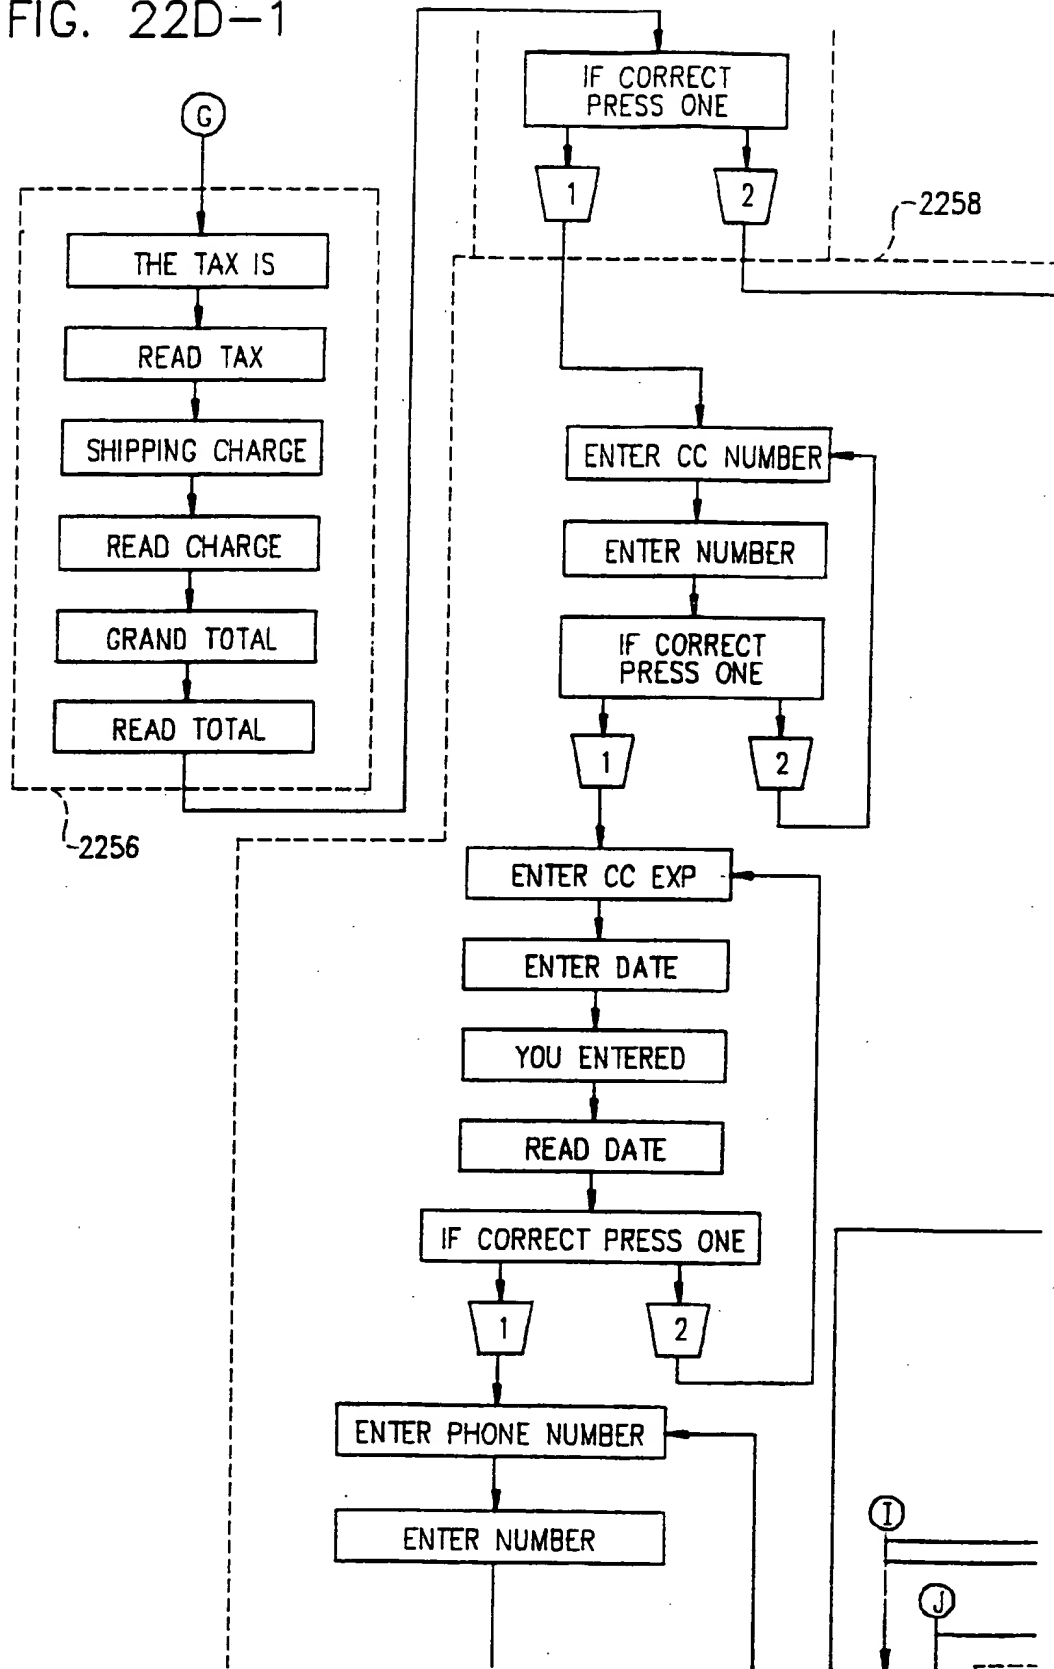 FIG. 22D-1
G
THE TAX IS
READ TAX
SHIPPING CHARGE
READ CHARGE
GRAND TOTAL
READ TOTAL
2256
IF CORRECT
PRESS ONE
1
2
2258
ENTER CC NUMBER
ENTER NUMBER
IF CORRECT
PRESS ONE
1
2
ENTER CC EXP
ENTER DATE
YOU ENTERED
READ DATE
IF CORRECT PRESS ONE
1
2
ENTER PHONE NUMBER
ENTER NUMBER
I
J